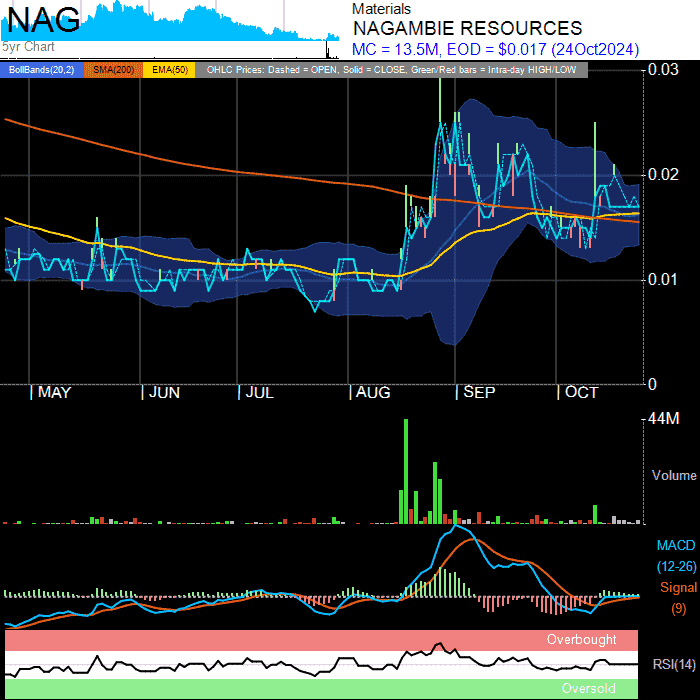 NAG
5yr Chart
Materials
NAGAMBIE RESOURCES
MC = 13.5M, EOD = $0.017 (24Oct2024)
BollBands(20,2) SMA(200) EMA(50) OHLC Prices: Dashed = OPEN, Solid = CLOSE, Green/Red bars = Intra-day HIGH/LOW
0.03
0.02
0.01
0
MAY JUN JUL AUG SEP OCT
44M
Volume
MACD
(12-26)
Signal
(9)
Overbought
RSI(14)
Oversold